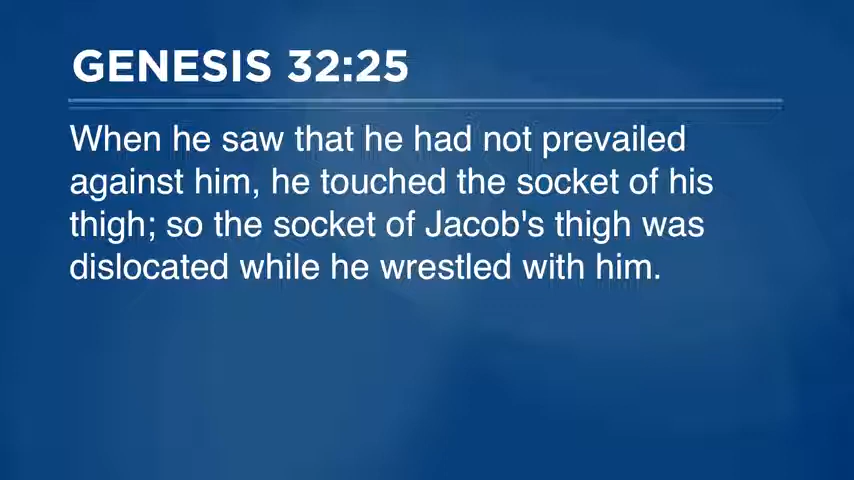 GENESIS 32:25
When he saw that he had not prevailed
against him, he touched the socket of his
thigh; so the socket of Jacob's thigh was
dislocated while he wrestled with him.